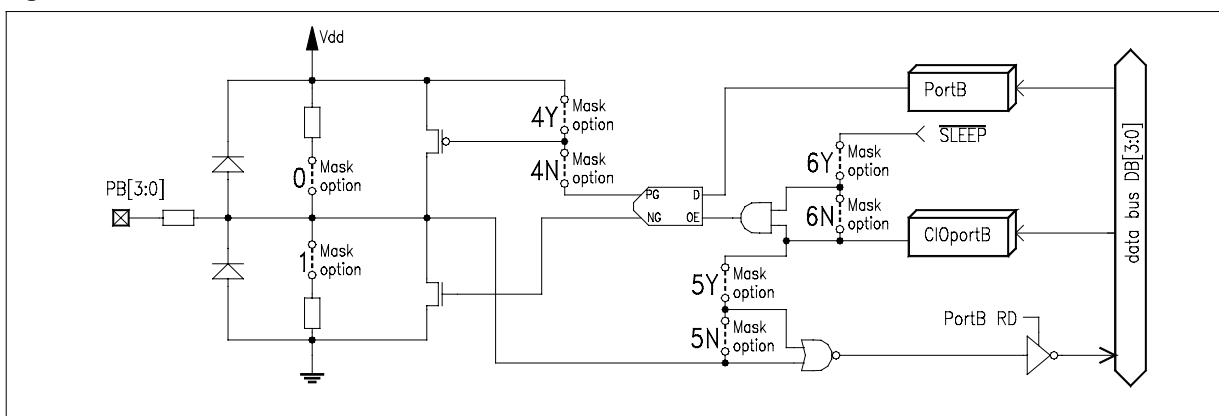 Vdd
PB[3:0]
0
Mask
option
1
Mask
option
4Y
Mask
option
4N
Mask
option
PG
D
NG
OE
PortB
SLEEP
6Y
Mask
option
6N
Mask
option
CIOportB
5Y
Mask
option
5N
Mask
option
PortB RD
data bus DB[3:0]